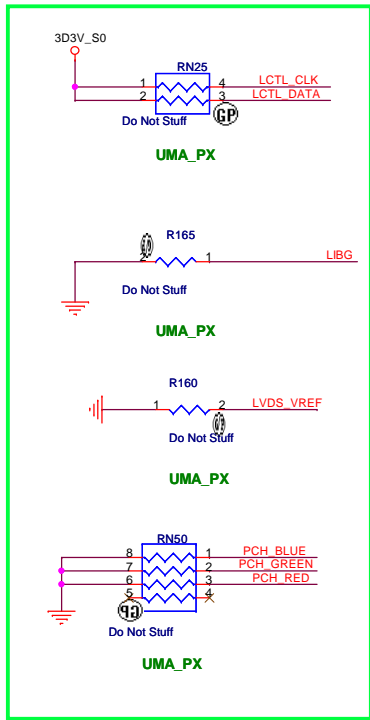 3D3V_S0
RN25
1 4 LCTL_CLK
2 3 LCTL_DATA
Do Not Stuff GP
UMA_PX
R165
2 1 LIBG
Do Not Stuff
UMA_PX
R160
1 2 LVDS_VREF
Do Not Stuff
UMA_PX
RN50
8 1 PCH_BLUE
7 2 PCH_GREEN
6 3 PCH_RED
5 4
GP
Do Not Stuff
UMA_PX